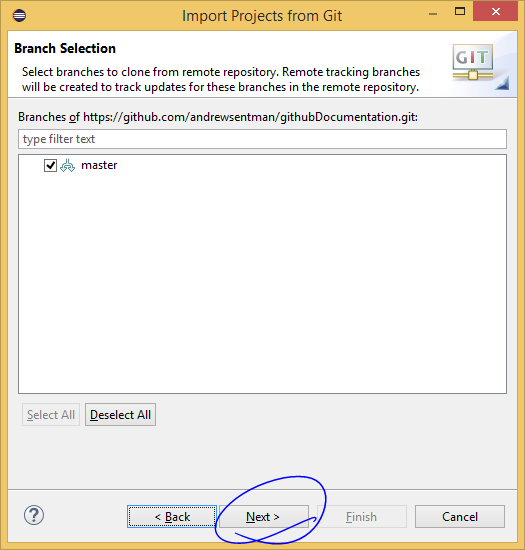 Import Projects from Git
Branch Selection
GIT
Select branches to clone from remote repository. Remote tracking branches
will be created to track updates for these branches in the remote repository.
Branches of https://github.com/andrewsentman/githubDocumentation.git:
type filter text
master
Select All Deselect All
? < Back Next > Finish Cancel